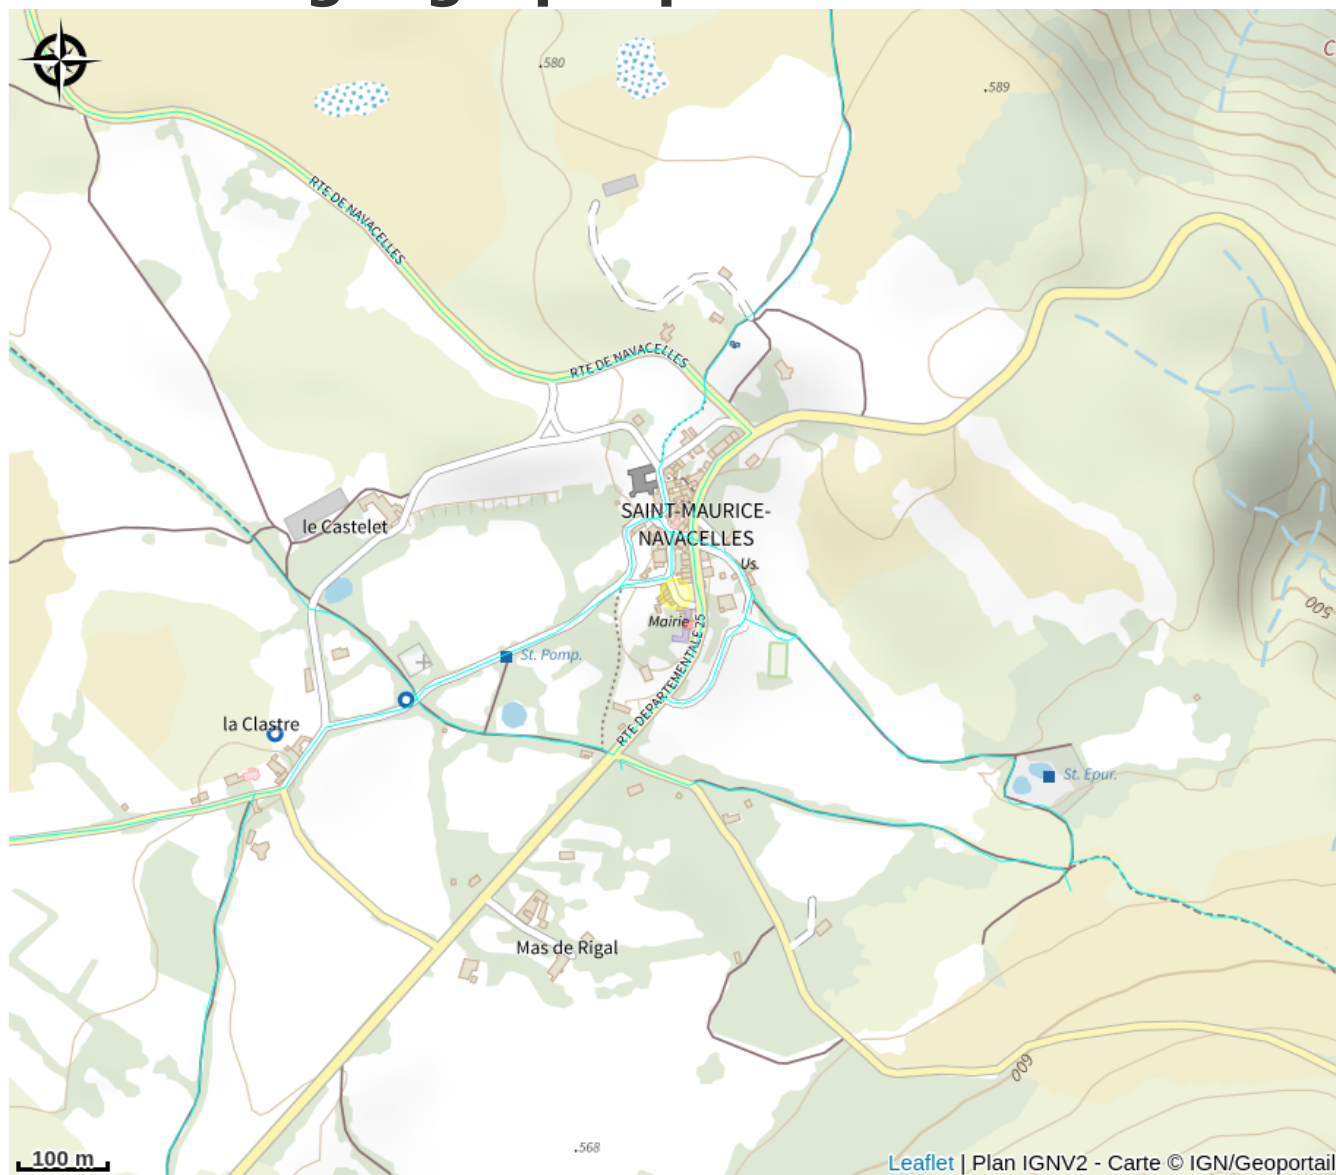 .580
.589
RTE DE NAVACELLES
RTE DE NAVACELLES
le Castelet
SAINT-MAURICE-
NAVACELLES
Us.
500
Mairie
St. Pomp.
RTE DEPARTEMENTALE 25
la Clastre
St. Epur.
Mas de Rigal
600
.568
100 m
Leaflet | Plan IGNV2 - Carte © IGN/Geoportail